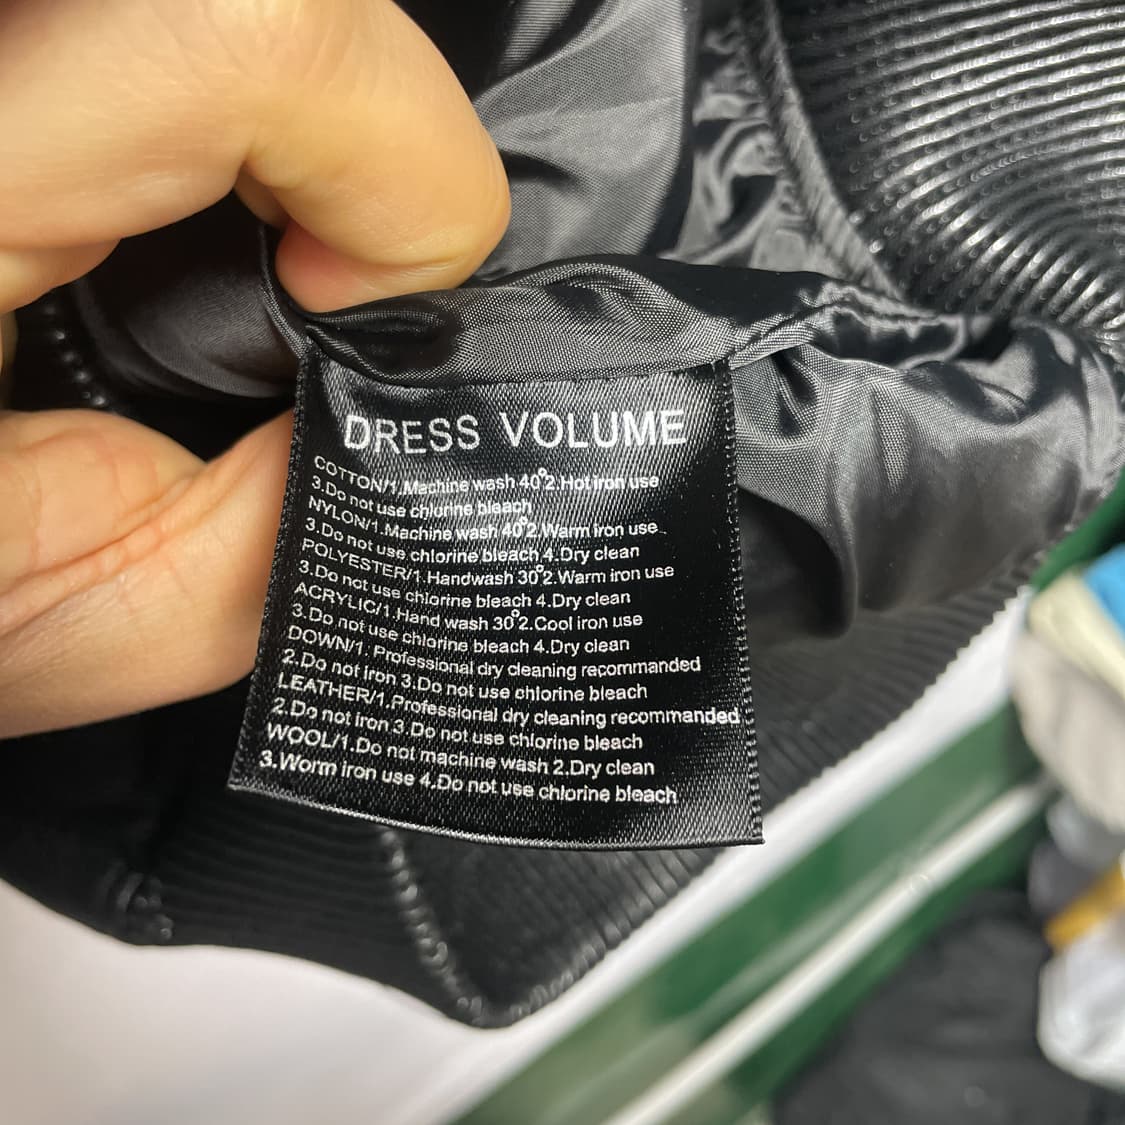 DRESS VOLUME
COTTON/1.Machine wash 40°2.Hot iron use
3.Do not use chlorine bleach
NYLON/1.Machine wash 40°2.Warm iron use
3.Do not use chlorine bleach 4.Dry clean
POLYESTER/1.Handwash 30°2.Warm iron use
3.Do not use chlorine bleach 4.Dry clean
ACRYLIC/1.Hand wash 30°2.Cool iron use
3.Do not use chlorine bleach 4.Dry clean
DOWN/1. Professional dry cleaning recommanded
2.Do not iron 3.Do not use chlorine bleach
LEATHER/1.Professional dry cleaning recommanded
2.Do not iron 3.Do not use chlorine bleach
WOOL/1.Do not machine wash 2.Dry clean
3.Worm iron use 4.Do not use chlorine bleach